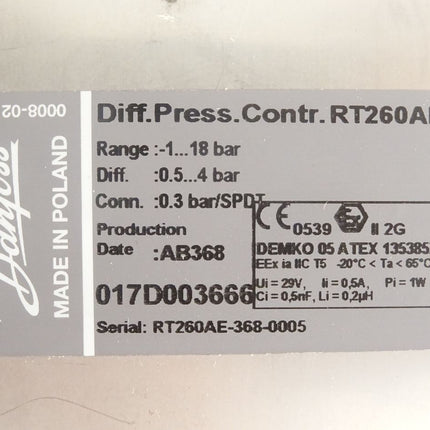 0008-02
Danfoss
MADE IN POLAND
Diff.Press.Contr. RT260A
Range :-1...18 bar
Diff. :0.5...4 bar
Conn. :0.3 bar/SPDT
Production
Date :AB368
017D003666
Serial: RT260AE-368-0005
CE 0539 Ex II 2G
DEMKO 05 ATEX 135385
EEx ia IIC T5 -20°C < Ta < 65°C
Ui = 29V, Ii = 0,5A, Pi = 1W
Ci = 0,5nF, Li = 0,2µH